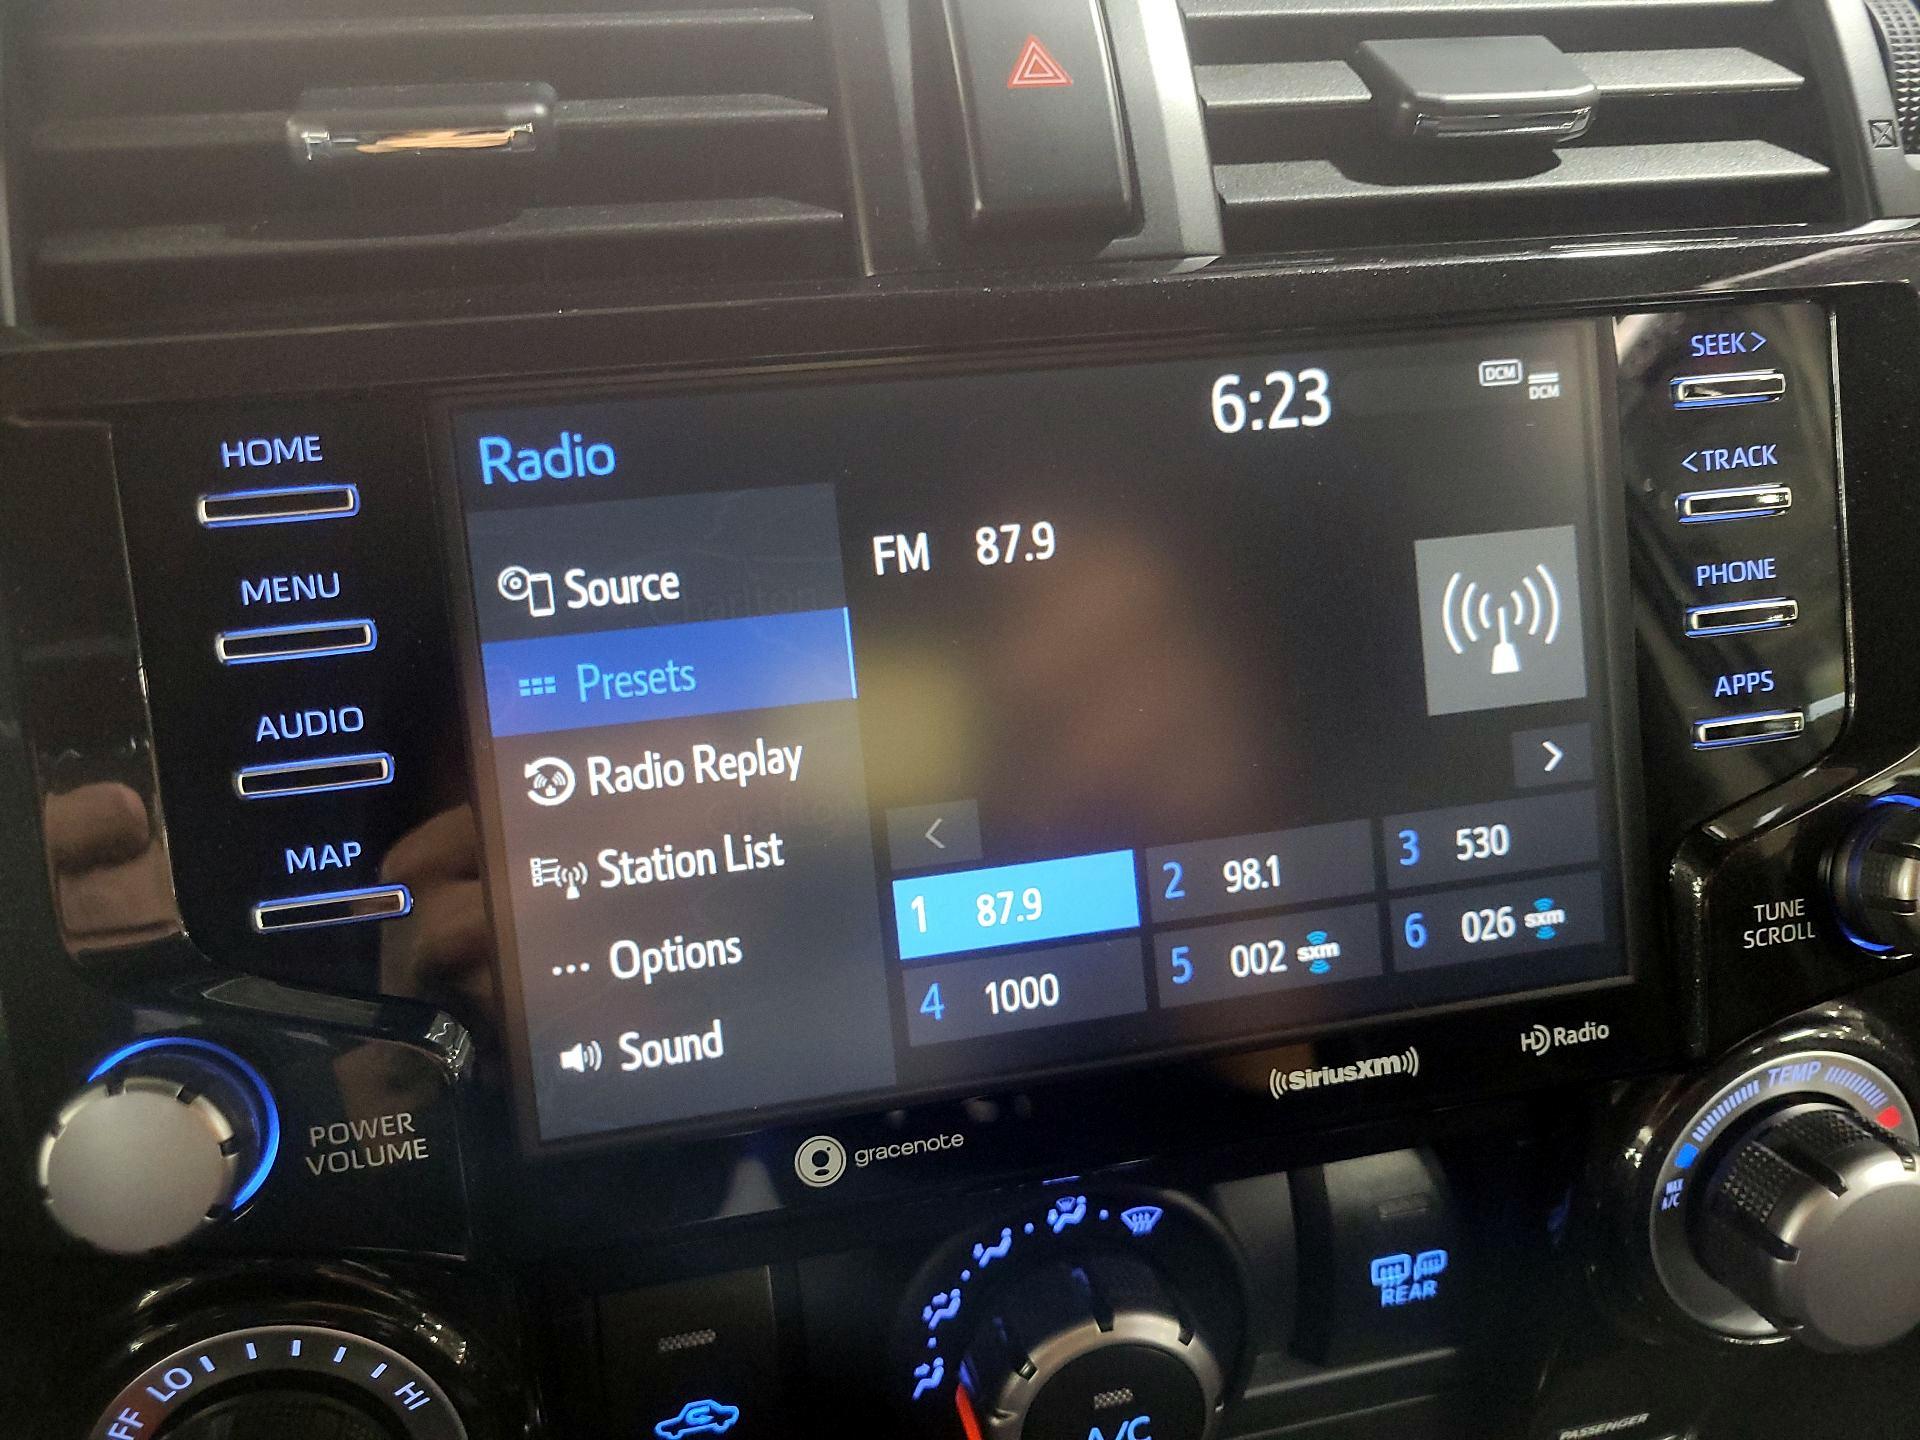 HOME
MENU
AUDIO
MAP
POWER
VOLUME
Radio
6:23
DCM
DCM
Source
Presets
Radio Replay
Station List
... Options
Sound
FM 87.9
<
>
1 87.9
2 98.1
3 530
4 1000
5 002 sxm
6 026 sxm
gracenote
((SiriusXM))
HD Radio
SEEK >
< TRACK
PHONE
APPS
TUNE
SCROLL
TEMP
MAX
A/C
REAR
LO
HI
A/C
PASSENGER